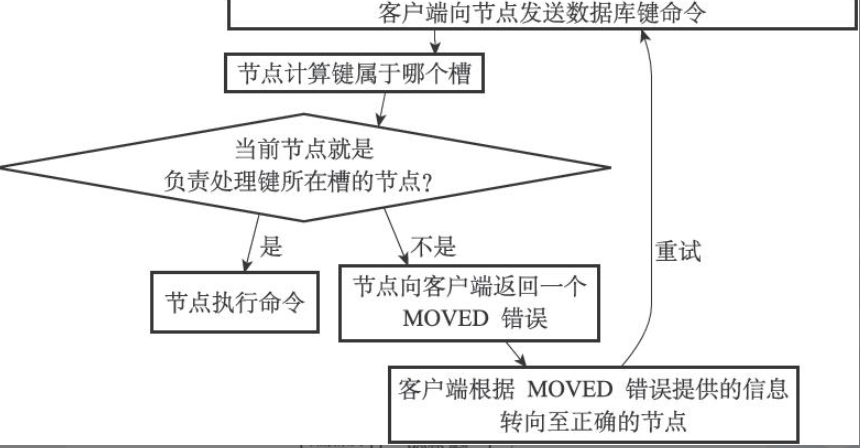 客户端向节点发送数据库键命令
节点计算键属于哪个槽
当前节点就是
负责处理键所在槽的节点?
是
不是
重试
节点执行命令
节点向客户端返回一个
MOVED 错误
客户端根据 MOVED 错误提供的信息
转向至正确的节点